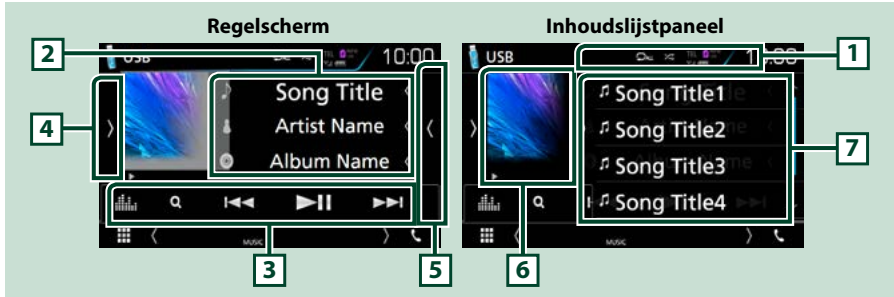 Regelscherm
Inhoudslijstpaneel
2
1
USB
10:00
USB
4
Song Title
Artist Name
Album Name
Song Title1
Song Title2
Song Title3
Song Title4
7
MUSIC
MUSIC
3
5
6